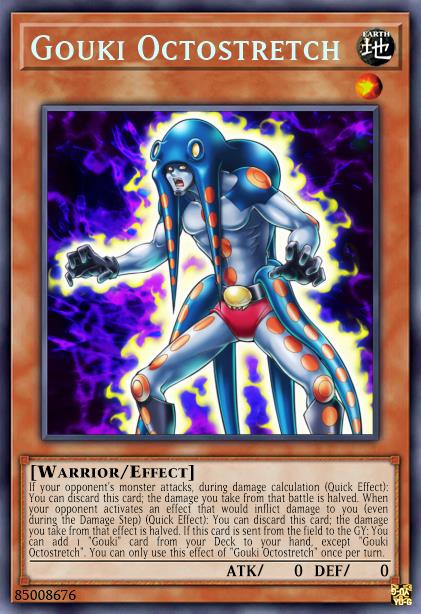 GOUKI OCTOSTRETCH
EARTH
地
[WARRIOR/EFFECT]
If your opponent's monster attacks, during damage calculation (Quick Effect):
You can discard this card; the damage you take from that battle is halved. When
your opponent activates an effect that would inflict damage to you (even
during the Damage Step) (Quick Effect): You can discard this card; the damage
you take from that effect is halved. If this card is sent from the field to the GY: You
can add 1 "Gouki" card from your Deck to your hand, except "Gouki
Octostretch". You can only use this effect of "Gouki Octostretch" once per turn.
ATK/ 0 DEF/ 0
85008676